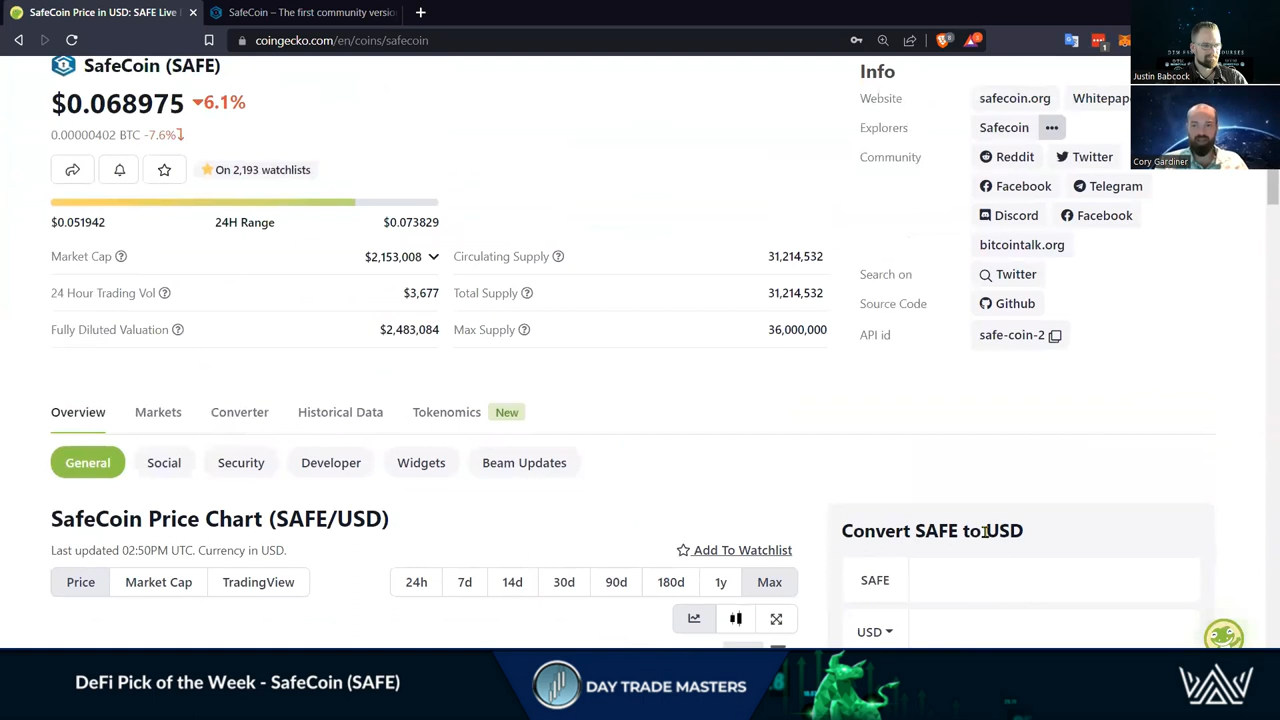 SafeCoin Price in USD: SAFE Live
SafeCoin – The first community versio
coingecko.com/en/coins/safecoin
SafeCoin (SAFE)
$0.068975 6.1%
0.00000402 BTC -7.6%
On 2,193 watchlists
$0.051942 24H Range $0.073829
Market Cap $2,153,008
24 Hour Trading Vol $3,677
Fully Diluted Valuation $2,483,084
Circulating Supply 31,214,532
Total Supply 31,214,532
Max Supply 36,000,000
Info
Website safecoin.org Whitepap
Explorers Safecoin
Community Reddit Twitter
Facebook Telegram
Discord Facebook
bitcointalk.org
Search on Twitter
Source Code Github
API id safe-coin-2
Justin Babcock
Cory Gardiner
Overview Markets Converter Historical Data Tokenomics New
General Social Security Developer Widgets Beam Updates
SafeCoin Price Chart (SAFE/USD)
Last updated 02:50PM UTC. Currency in USD.
Add To Watchlist
Price Market Cap TradingView 24h 7d 14d 30d 90d 180d 1y Max
Convert SAFE to USD
SAFE
USD
DeFi Pick of the Week - SafeCoin (SAFE)
DAY TRADE MASTERS